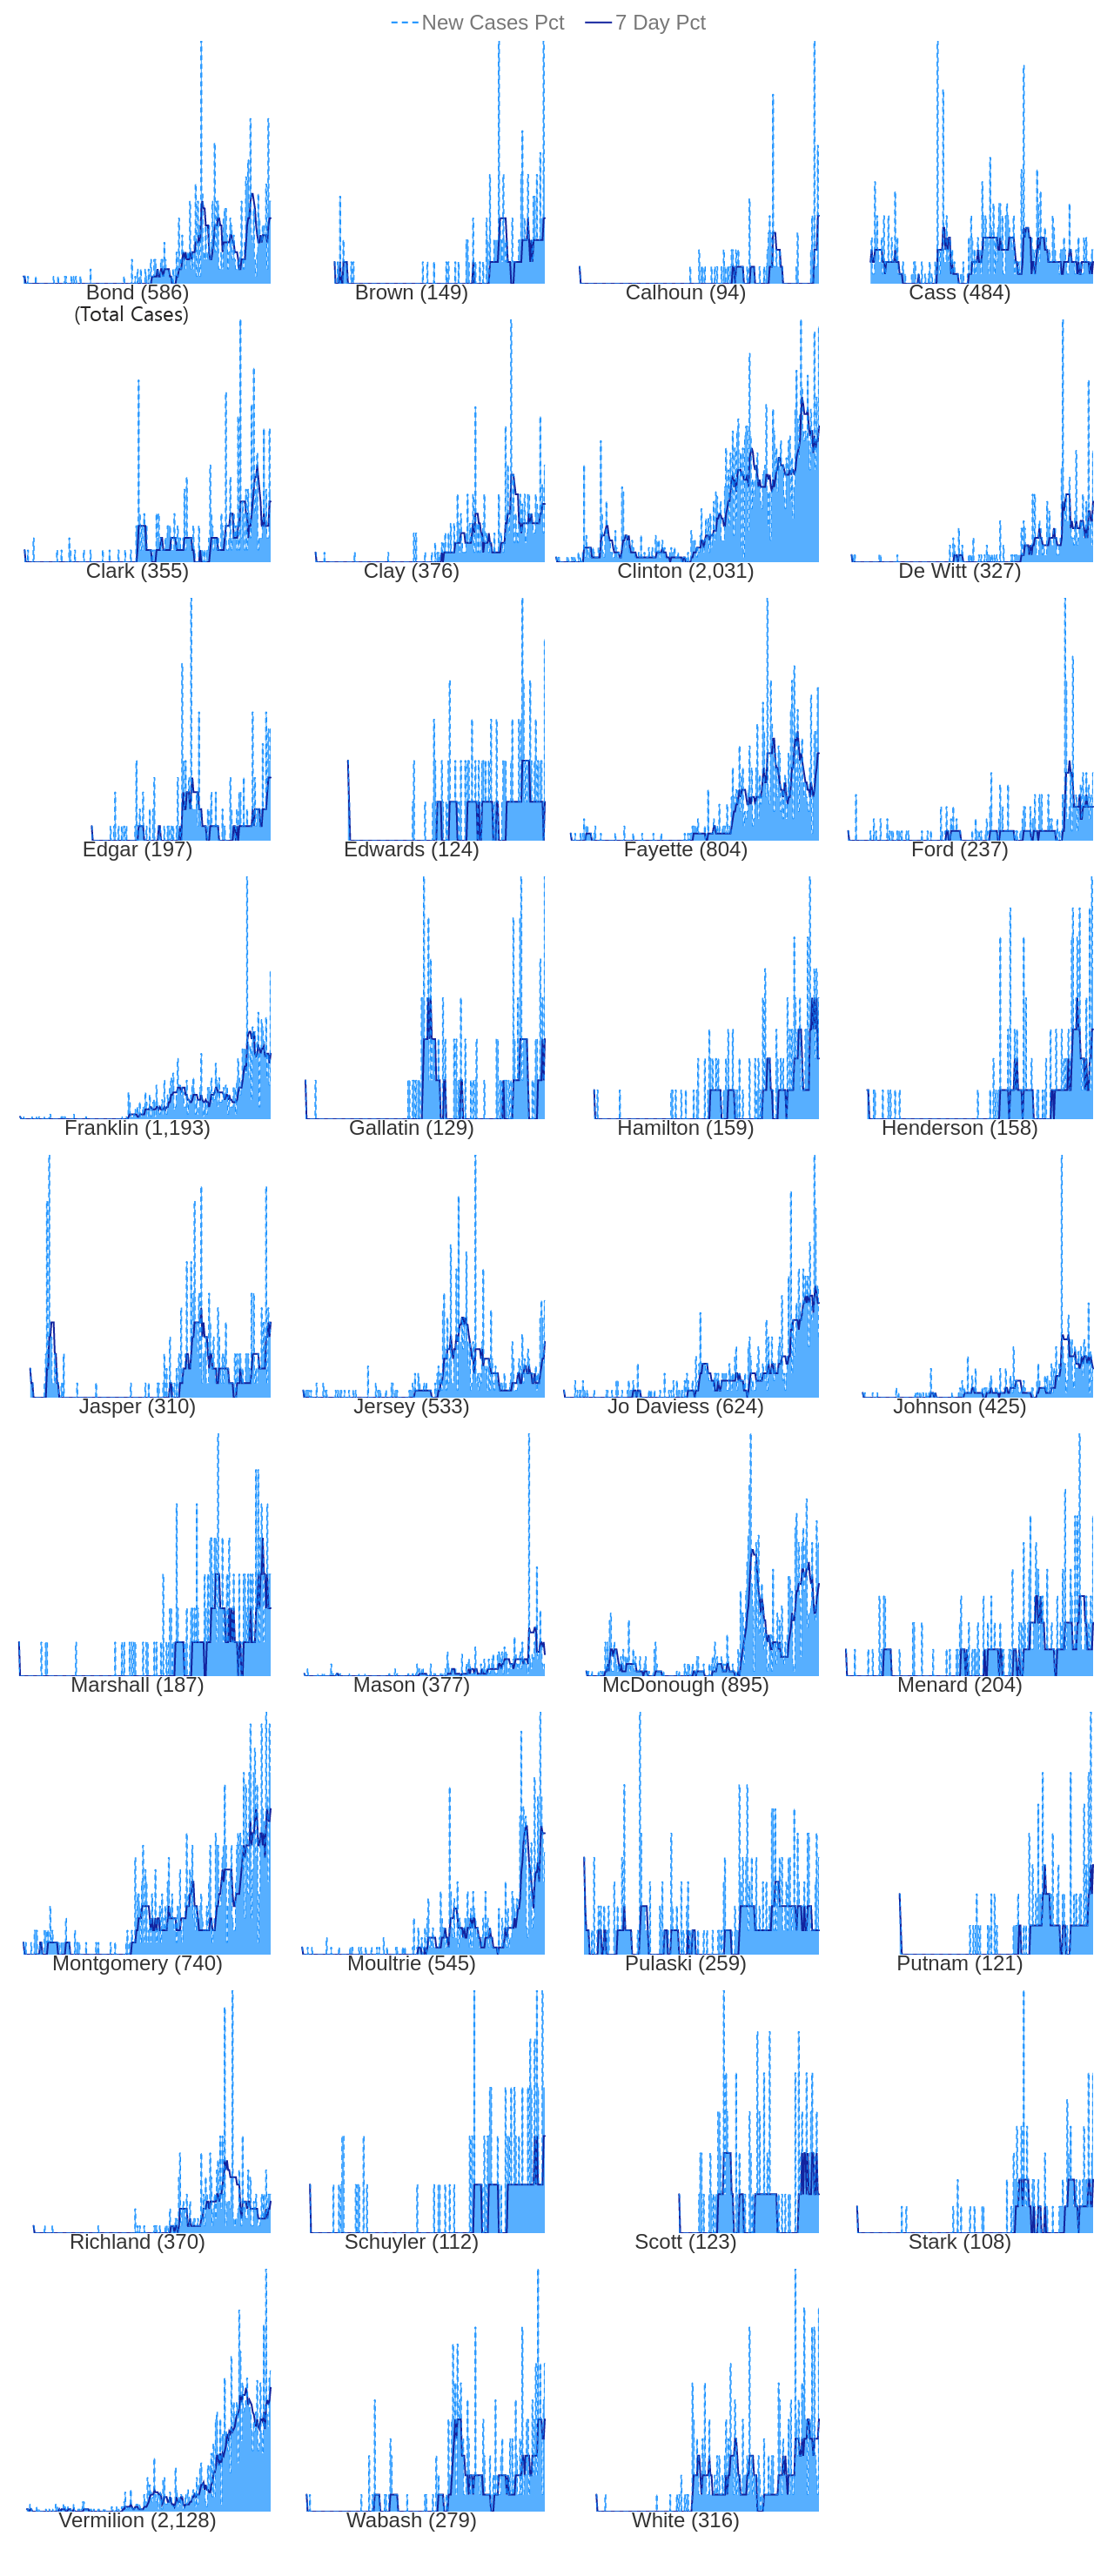 New Cases Pct 7 Day Pct
Bond (586) Brown (149) Calhoun (94) Cass (484)
(Total Cases)
Clark (355) Clay (376) Clinton (2,031) De Witt (327)
Edgar (197) Edwards (124) Fayette (804) Ford (237)
Franklin (1,193) Gallatin (129) Hamilton (159) Henderson (158)
Jasper (310) Jersey (533) Jo Daviess (624) Johnson (425)
Marshall (187) Mason (377) McDonough (895) Menard (204)
Montgomery (740) Moultrie (545) Pulaski (259) Putnam (121)
Richland (370) Schuyler (112) Scott (123) Stark (108)
Vermilion (2,128) Wabash (279) White (316)